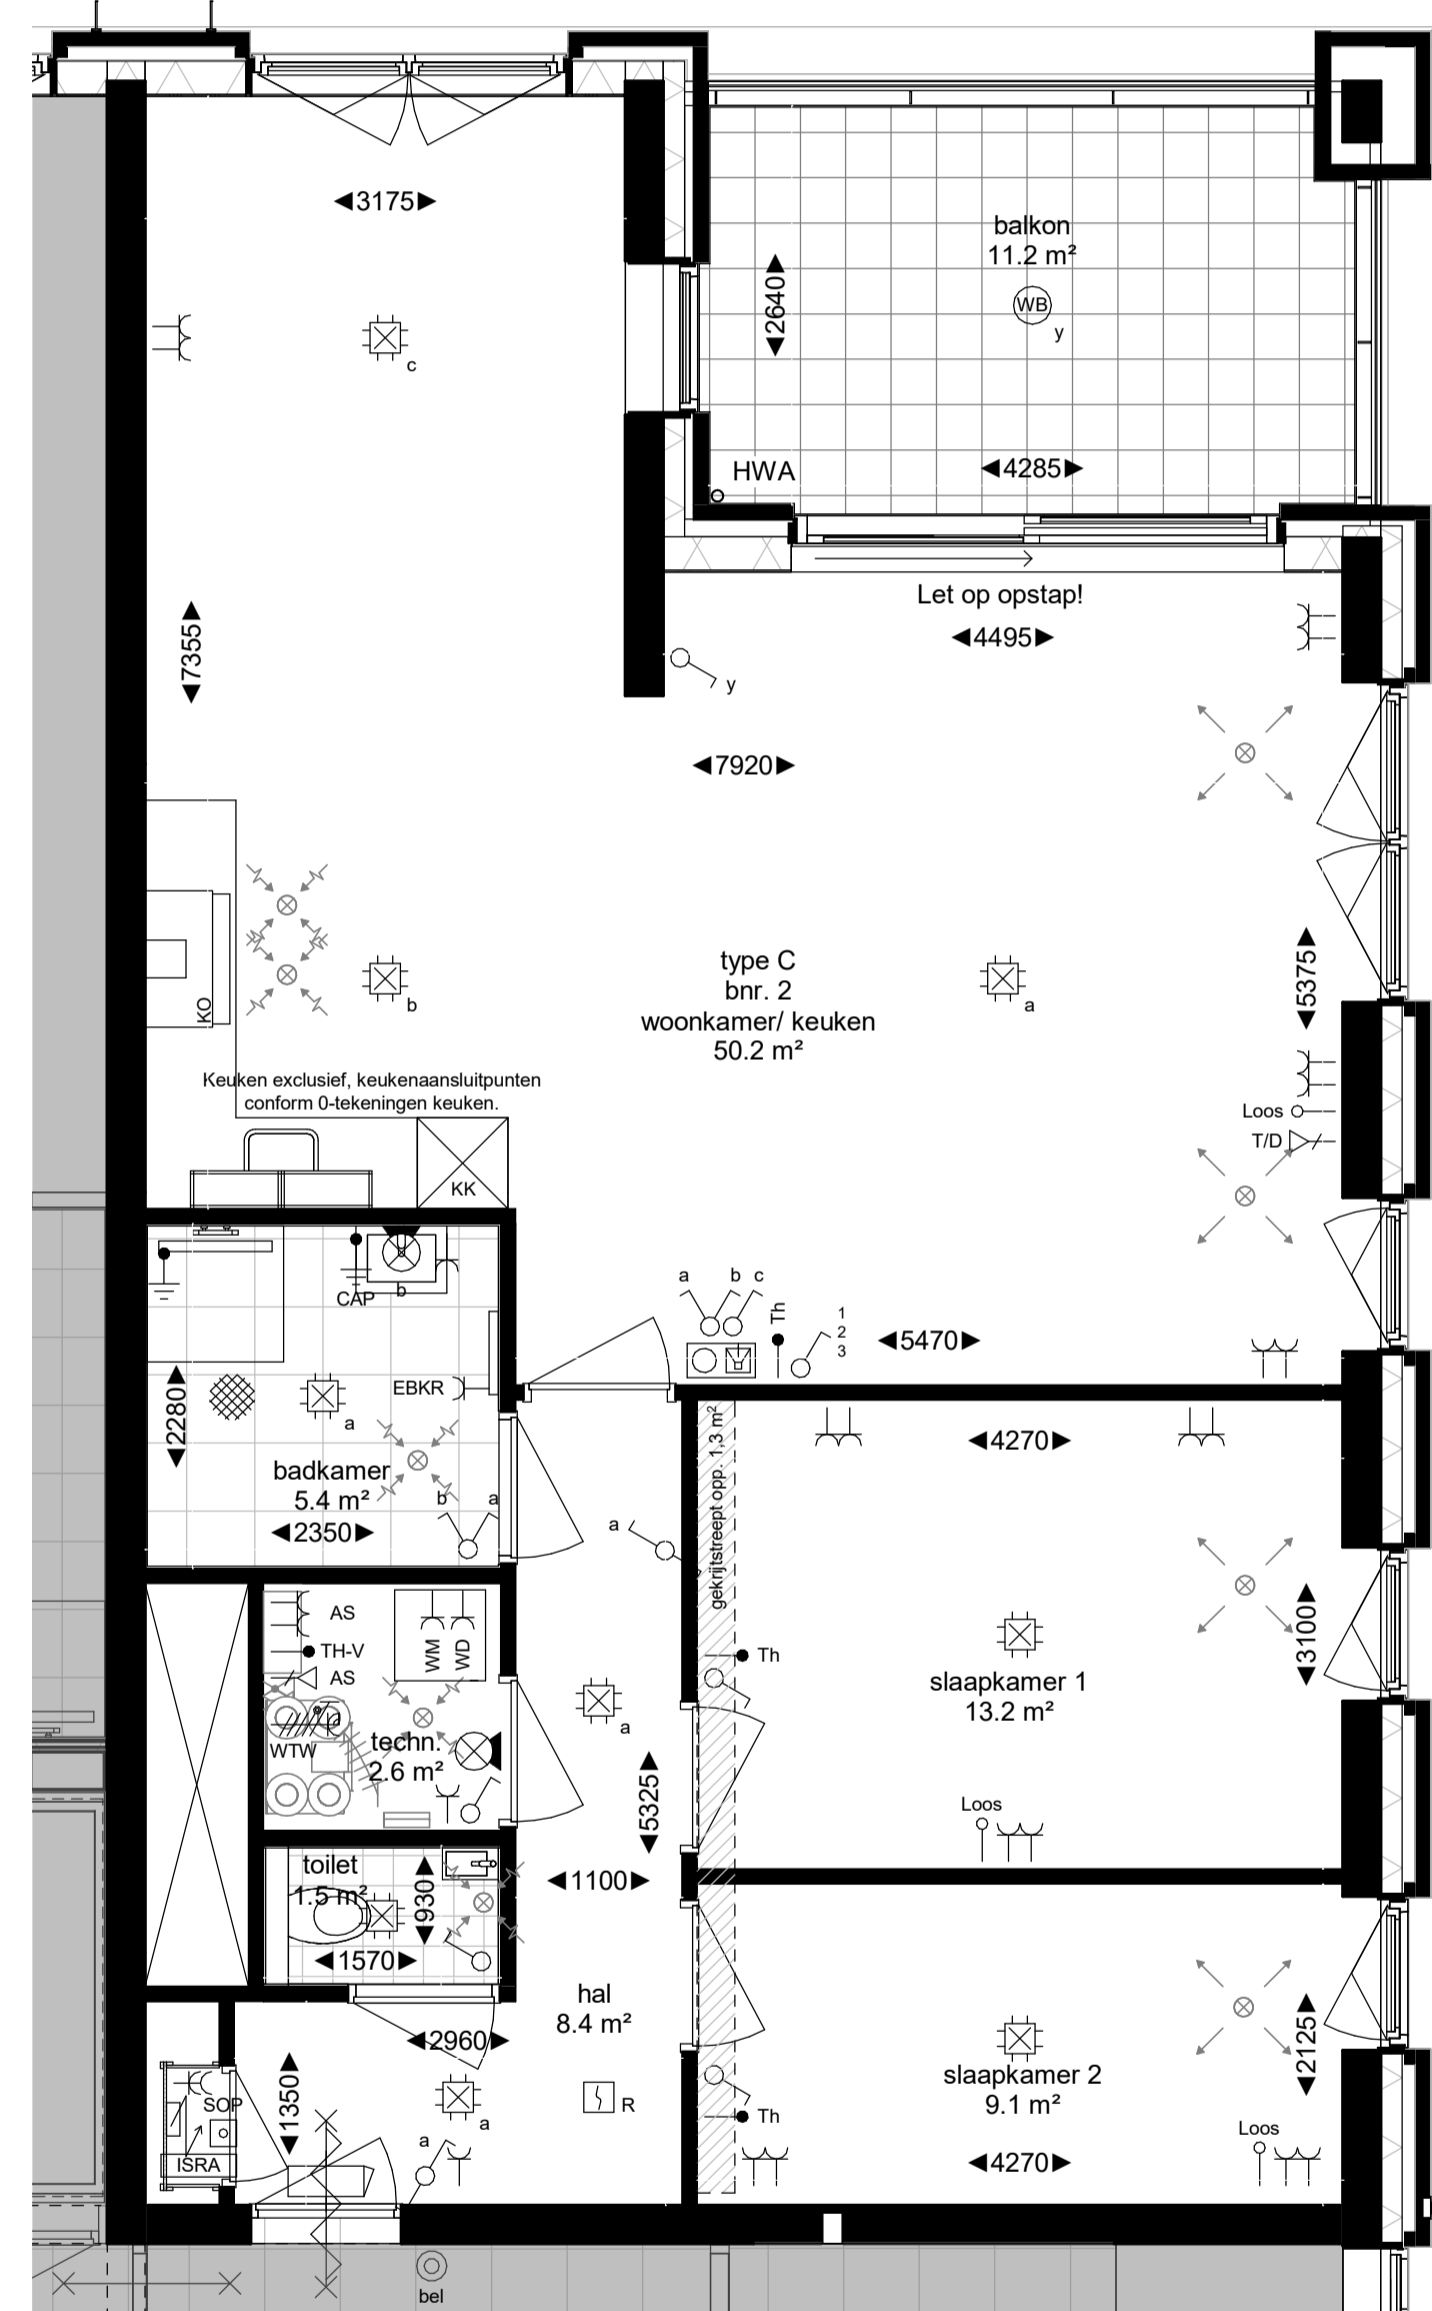 3175
balkon
11.2 m²
2640
WB
y
c
HWA
4285
Let op opstap!
4495
7355
y
7920
type C
bnr. 2
woonkamer/ keuken
50.2 m²
b
a
5375
KO
Keuken exclusief, keukenaansluitpunten
conform 0-tekeningen keuken.
Loos
T/D
KK
CAP
b
a
b
c
Th
1
2
3
5470
EBKR
a
2280
badkamer
5.4 m²
b
a
2350
a
gekrijtstreept opp. 1,3 m²
4270
AS
TH-V
AS
WM
WD
Th
slaapkamer 1
13.2 m²
3100
a
WTW
techn.
2.6 m²
5325
Loos
toilet
1.5 m²
930
1570
1100
hal
8.4 m²
2960
1350
a
R
SOP
ISRA
a
slaapkamer 2
9.1 m²
2125
Th
Loos
4270
bel